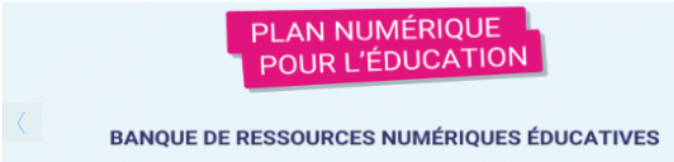 PLAN NUMÉRIQUE
POUR L'ÉDUCATION
BANQUE DE RESSOURCES NUMÉRIQUES ÉDUCATIVES